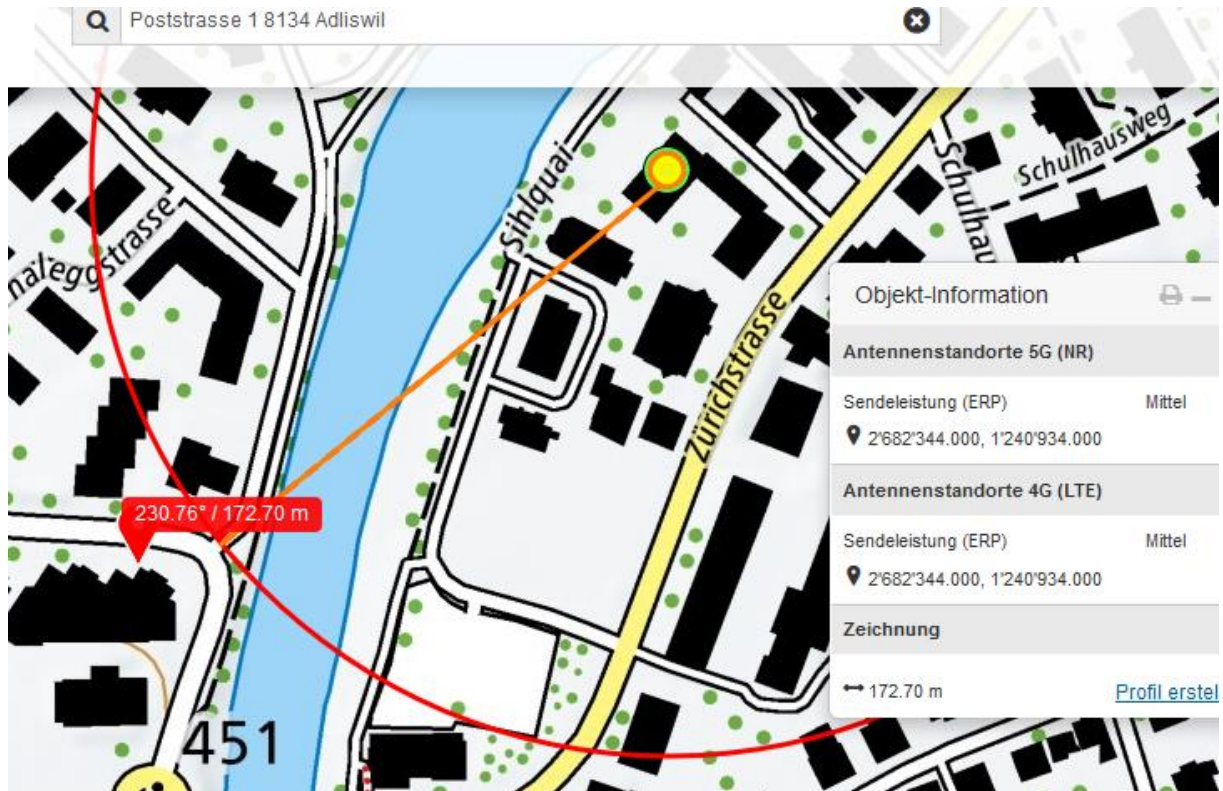 Poststrasse 1 8134 Adliswil
Sihlquai
Schulhausweg
Schulhau
naleggstrasse
Zürichstrasse
230.76° / 172.70 m
451
Objekt-Information
Antennenstandorte 5G (NR)
Sendeleistung (ERP) Mittel
2'682'344.000, 1'240'934.000
Antennenstandorte 4G (LTE)
Sendeleistung (ERP) Mittel
2'682'344.000, 1'240'934.000
Zeichnung
172.70 m Profil erstel